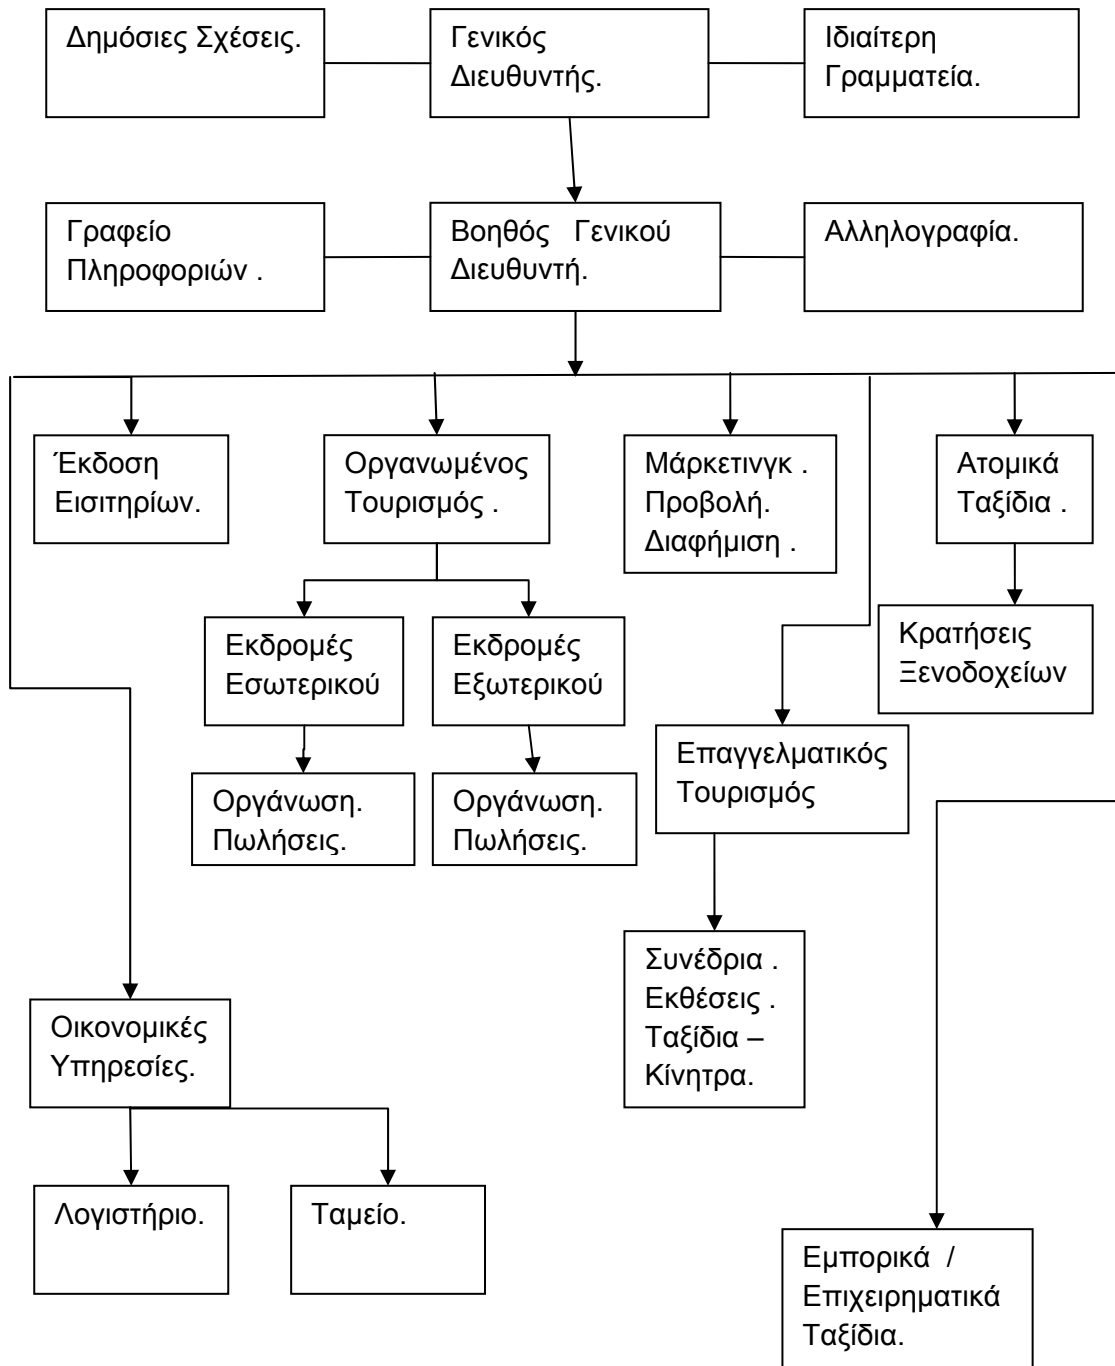 Δημόσιες Σχέσεις.
Γενικός
Διευθυντής.
Ιδιαίτερη
Γραμματεία.
Γραφείο
Πληροφοριών .
Βοηθός Γενικού
Διευθυντή.
Αλληλογραφία.
Έκδοση
Εισιτηρίων.
Οργανωμένος
Τουρισμός .
Μάρκετινγκ .
Προβολή.
Διαφήμιση .
Ατομικά
Ταξίδια .
Εκδρομές
Εσωτερικού
Εκδρομές
Εξωτερικού
Κρατήσεις
Ξενοδοχείων
Οργάνωση.
Πωλήσεις.
Οργάνωση.
Πωλήσεις.
Επαγγελματικός
Τουρισμός
Συνέδρια .
Εκθέσεις .
Ταξίδια –
Κίνητρα.
Οικονομικές
Υπηρεσίες.
Λογιστήριο.
Ταμείο.
Εμπορικά /
Επιχειρηματικά
Ταξίδια.